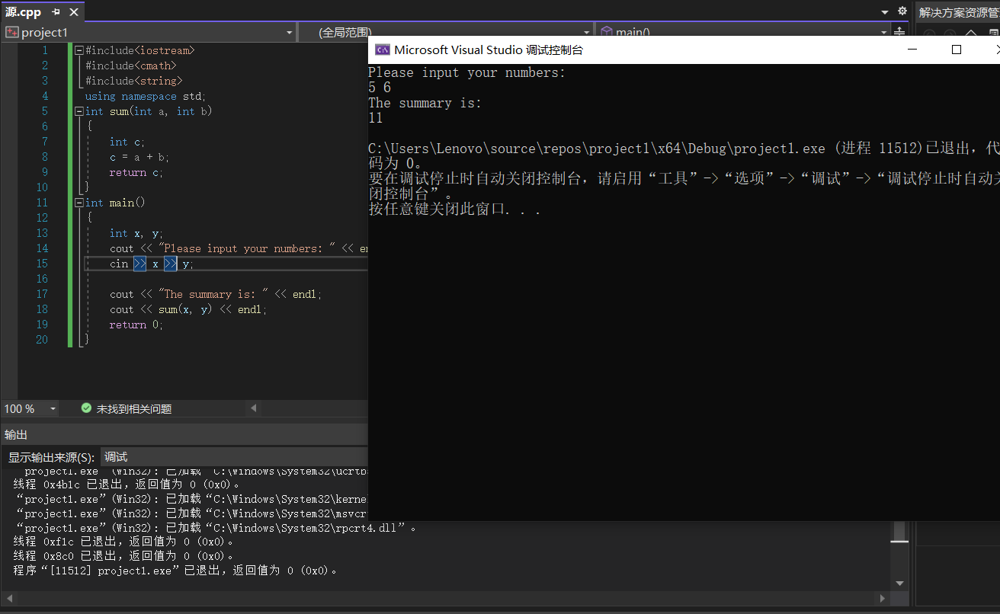 源.cpp
解决方案资源管
project1
(全局范围)
main()
Microsoft Visual Studio 调试控制台
1 #include<iostream>
2 #include<cmath>
3 #include<string>
4 using namespace std;
5 int sum(int a, int b)
6 {
7 int c;
8 c = a + b;
9 return c;
10 }
11 int main()
12 {
13 int x, y;
14 cout << "Please input your numbers: " <<
15 cin >> x >> y;
16
17 cout << "The summary is: " << endl;
18 cout << sum(x, y) << endl;
19 return 0;
20 }
Please input your numbers:
5 6
The summary is:
11
C:\Users\Lenovo\source\repos\project1\x64\Debug\project1.exe (进程 11512)已退出，代
码为 0。
要在调试停止时自动关闭控制台，请启用“工具”->“选项”->“调试”->“调试停止时自动关
闭控制台”。
按任意键关闭此窗口. . .
100 %
未找到相关问题
输出
显示输出来源(S):
调试
project1.exe” (Win32): 已加载“C:\Windows\System32\ucrtb
线程 0x4b1c 已退出，返回值为 0 (0x0)。
“project1.exe”(Win32): 已加载“C:\Windows\System32\kerne
“project1.exe”(Win32): 已加载“C:\Windows\System32\msvcr
“project1.exe”(Win32): 已加载“C:\Windows\System32\rpcrt4.dll”。
线程 0xf1c 已退出，返回值为 0 (0x0)。
线程 0x8c0 已退出，返回值为 0 (0x0)。
程序“[11512] project1.exe”已退出，返回值为 0 (0x0)。